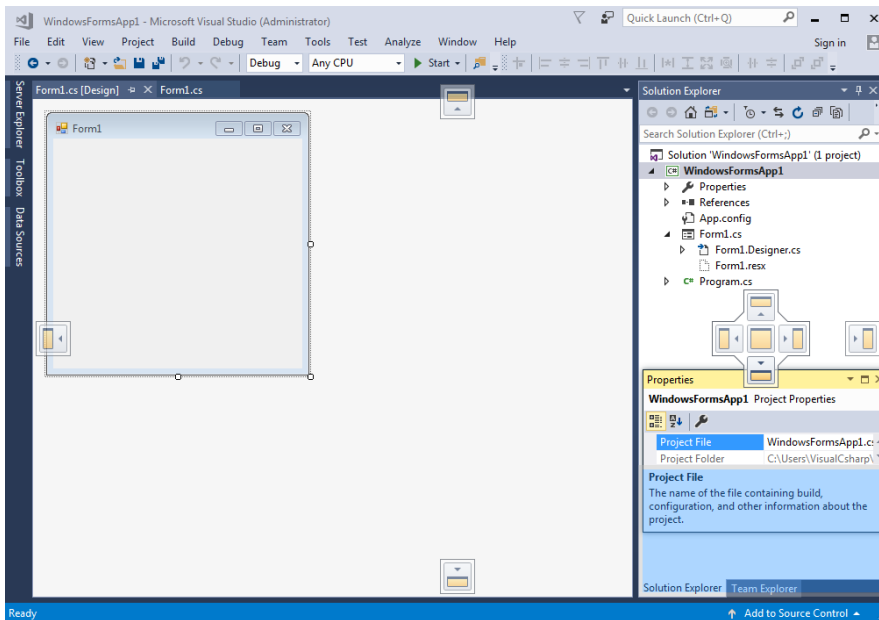 WindowsFormsApp1 - Microsoft Visual Studio (Administrator)
Quick Launch (Ctrl+Q)
File Edit View Project Build Debug Team Tools Test Analyze Window Help
Sign in
Debug Any CPU Start
Server Explorer
Toolbox
Data Sources
Form1.cs [Design] Form1.cs
Form1
Solution Explorer
Search Solution Explorer (Ctrl+;)
Solution 'WindowsFormsApp1' (1 project)
C# WindowsFormsApp1
Properties
References
App.config
Form1.cs
Form1.Designer.cs
Form1.resx
C# Program.cs
Properties
WindowsFormsApp1 Project Properties
Project File WindowsFormsApp1.cs
Project Folder C:\Users\VisualCsharp\
Project File
The name of the file containing build,
configuration, and other information about the
project.
Solution Explorer Team Explorer
Ready
Add to Source Control